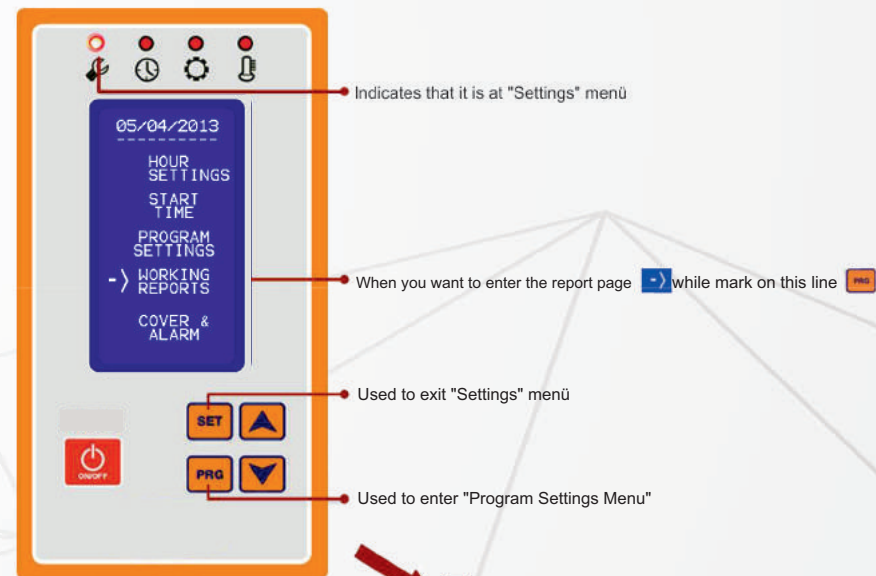 Indicates that it is at "Settings" menü
05/04/2013
HOUR
SETTINGS
START
TIME
PROGRAM
SETTINGS
-> WORKING
REPORTS
When you want to enter the report page -> while mark on this line PRG
COVER &
ALARM
Used to exit "Settings" menü
SET
ON/OFF
PRG
Used to enter "Program Settings Menu"